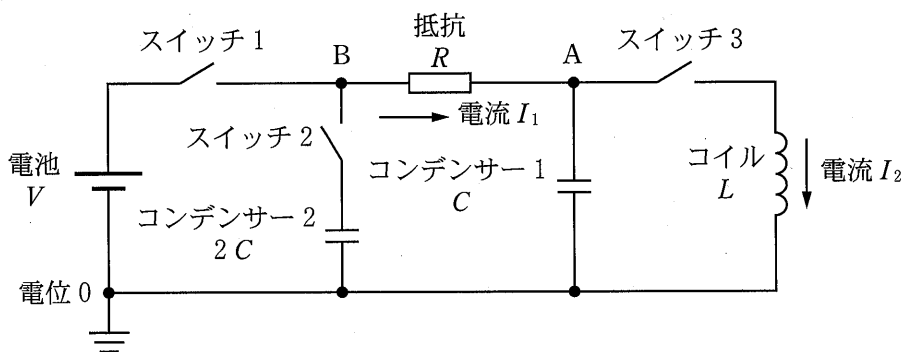 スイッチ1
B
抵抗
R
A
スイッチ3
電流 I₁
スイッチ2
電池
V
コンデンサー1
C
コイル
L
電流 I₂
コンデンサー2
2C
電位 0